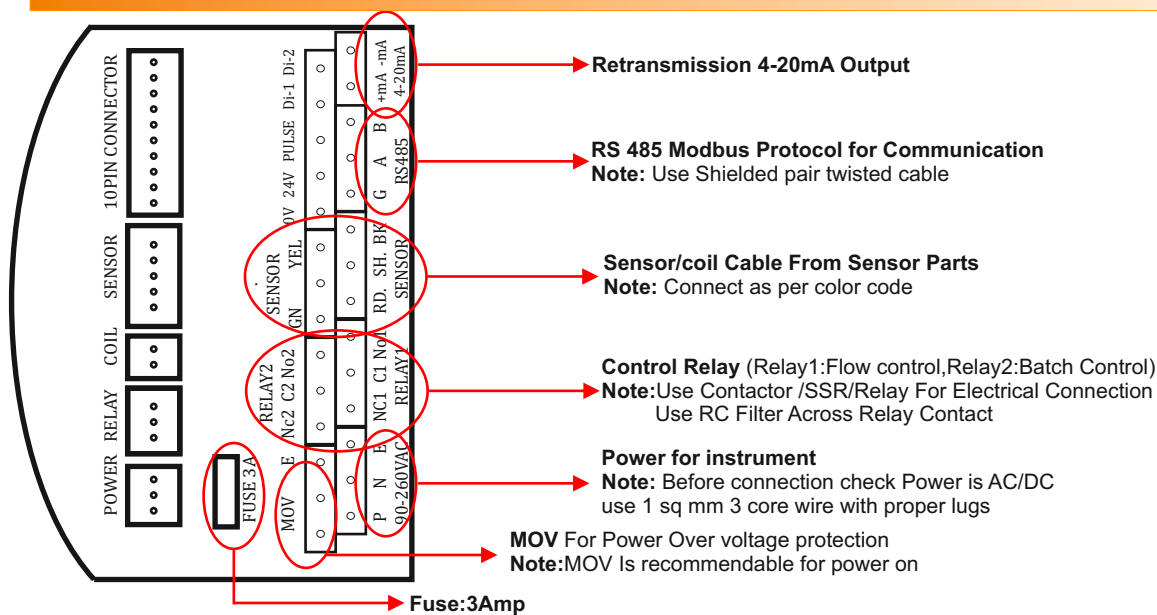 10PIN CONNECTOR
SENSOR
COIL
RELAY
POWER
FUSE 3A
0V 24V PULSE Di-1 Di-2
SENSOR
GN YEL
RELAY2
Nc2 C2 No2
MOV E
+mA -mA
4-20mA
G A B
RS485
RD. SH. BK
SENSOR
NC1 C1 No1
RELAY1
P N E
90-260VAC
Retransmission 4-20mA Output
RS 485 Modbus Protocol for Communication
Note: Use Shielded pair twisted cable
Sensor/coil Cable From Sensor Parts
Note: Connect as per color code
Control Relay (Relay1:Flow control,Relay2:Batch Control)
Note:Use Contactor /SSR/Relay For Electrical Connection
Use RC Filter Across Relay Contact
Power for instrument
Note: Before connection check Power is AC/DC
use 1 sq mm 3 core wire with proper lugs
MOV For Power Over voltage protection
Note:MOV Is recommendable for power on
Fuse:3Amp